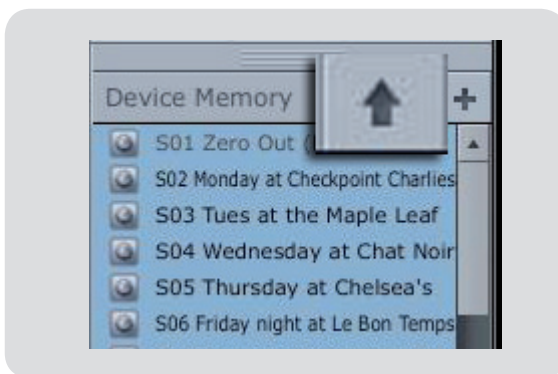 Device Memory
S01 Zero Out
S02 Monday at Checkpoint Charlies
S03 Tues at the Maple Leaf
S04 Wednesday at Chat Noir
S05 Thursday at Chelsea's
S06 Friday night at Le Bon Temps